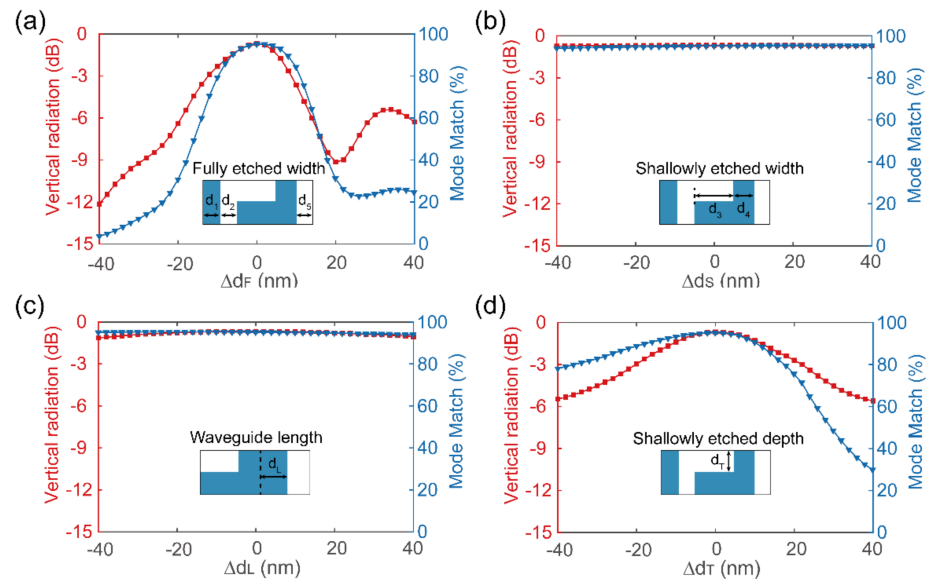 (a)
Vertical radiation (dB)
0
-3
-6
-9
-12
-15
Fully etched width
d1 d2 d5
100
80
60
40
20
0
Mode Match (%)
-40 -20 0 20 40
ΔdF (nm)
(b)
Vertical radiation (dB)
0
-3
-6
-9
-12
-15
Shallowly etched width
d3 d4
100
80
60
40
20
0
Mode Match (%)
-40 -20 0 20 40
ΔdS (nm)
(c)
Vertical radiation (dB)
0
-3
-6
-9
-12
-15
Waveguide length
dL
100
80
60
40
20
0
Mode Match (%)
-40 -20 0 20 40
ΔdL (nm)
(d)
Vertical radiation (dB)
0
-3
-6
-9
-12
-15
Shallowly etched depth
dT
100
80
60
40
20
0
Mode Match (%)
-40 -20 0 20 40
ΔdT (nm)